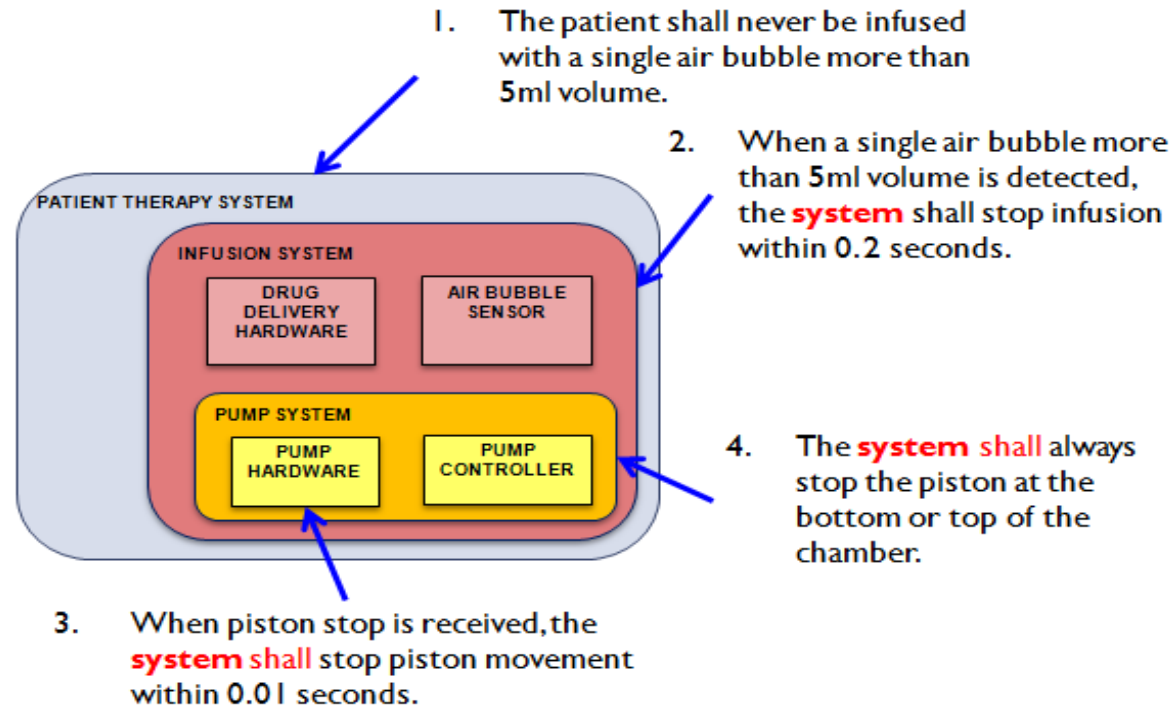 1. The patient shall never be infused
with a single air bubble more than
5ml volume.
2. When a single air bubble more
than 5ml volume is detected,
the system shall stop infusion
within 0.2 seconds.
PATIENT THERAPY SYSTEM
INFUSION SYSTEM
DRUG
DELIVERY
HARDWARE
AIR BUBBLE
SENSOR
PUMP SYSTEM
PUMP
HARDWARE
PUMP
CONTROLLER
4. The system shall always
stop the piston at the
bottom or top of the
chamber.
3. When piston stop is received, the
system shall stop piston movement
within 0.01 seconds.